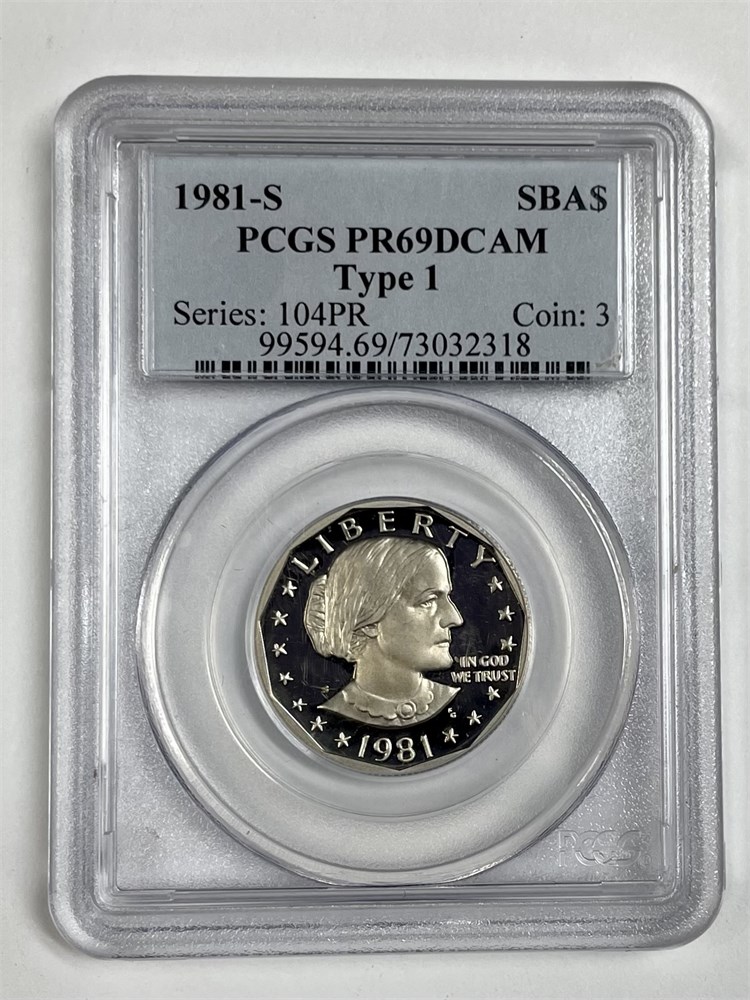 1981-S SBA$
PCGS PR69DCAM
Type 1
Series: 104PR Coin: 3
99594.69/73032318
LIBERTY
IN GOD
WE TRUST
FG
S
1981
PCGS